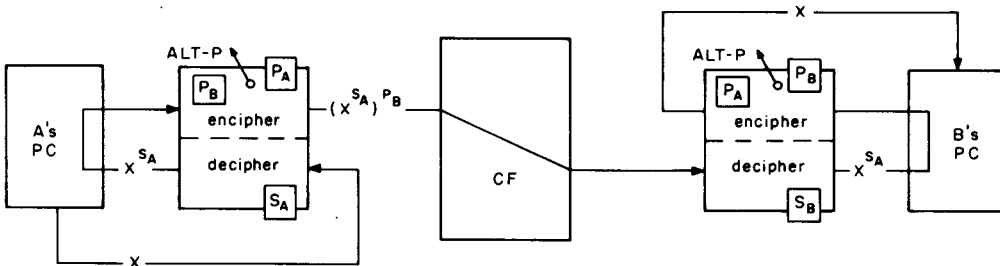 A's
PC
X^{S_A}
X
ALT-P
P_A
P_B
encipher
decipher
S_A
(X^{S_A})^{P_B}
CF
X
ALT-P
P_B
P_A
encipher
decipher
S_B
X^{S_A}
B's
PC